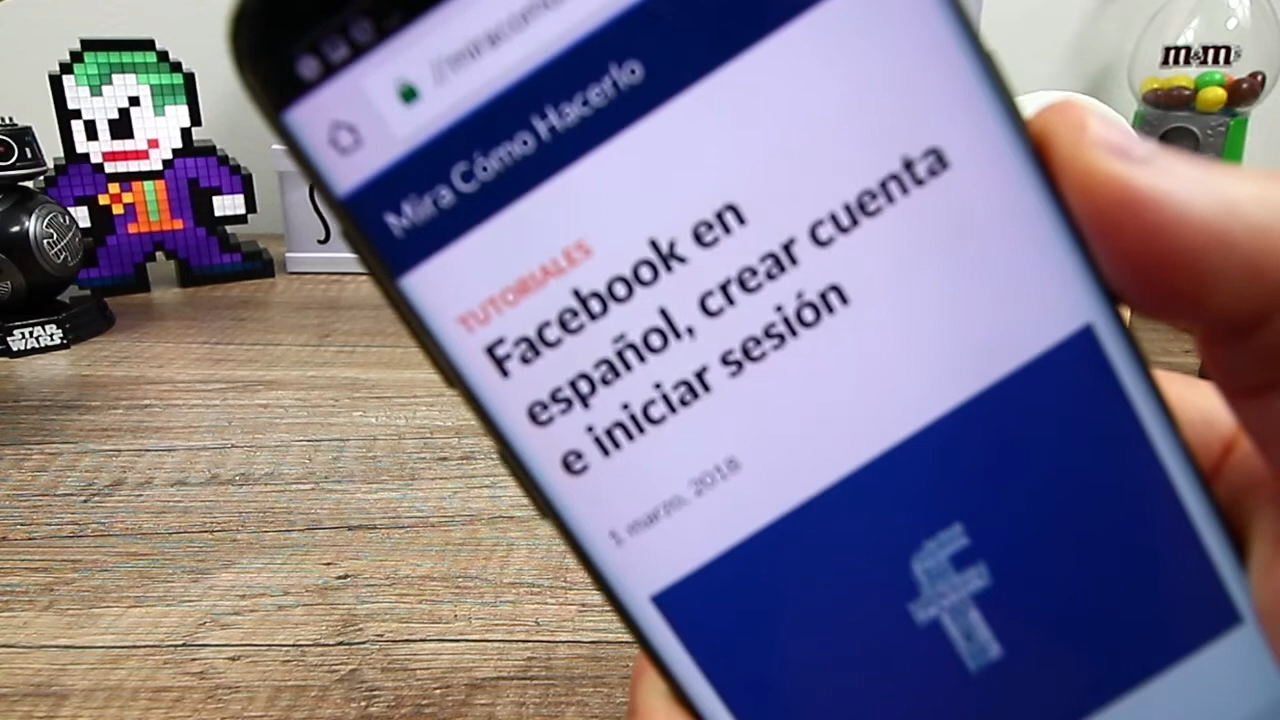 Mira Cómo Hacerlo
TUTORIALES
Facebook en
español, crear cuenta
e iniciar sesión
1 marzo, 2018
f
m&m's
STAR
WARS